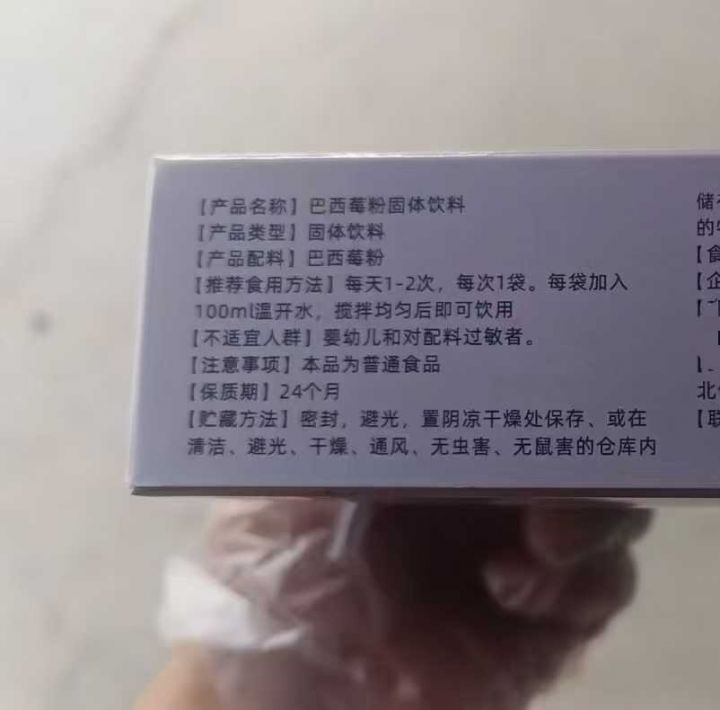 【产品名称】巴西莓粉固体饮料
【产品类型】固体饮料
【产品配料】巴西莓粉
【推荐食用方法】每天1-2次，每次1袋。每袋加入
100ml温开水，搅拌均匀后即可饮用
【不适宜人群】婴幼儿和对配料过敏者。
【注意事项】本品为普通食品
【保质期】24个月
【贮藏方法】密封，避光，置阴凉干燥处保存、或在
清洁、避光、干燥、通风、无虫害、无鼠害的仓库内
储
的
【食
【企
北
【联